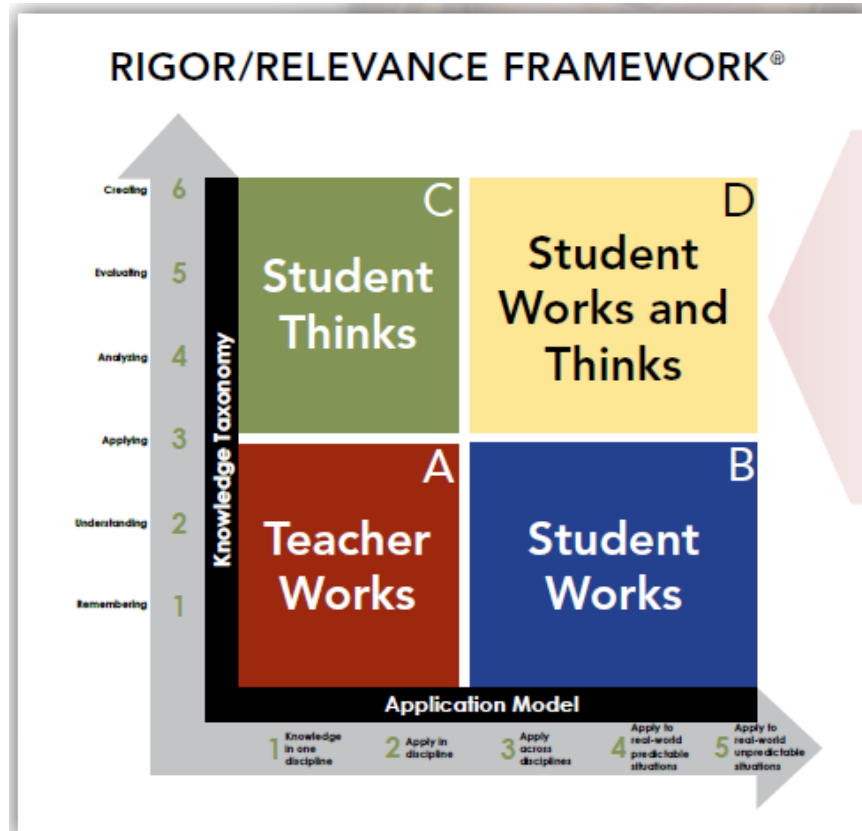 RIGOR/RELEVANCE FRAMEWORK®
Creating 6
Evaluating 5
Analyzing 4
Applying 3
Understanding 2
Remembering 1
Knowledge Taxonomy
C
Student
Thinks
D
Student
Works and
Thinks
A
Teacher
Works
B
Student
Works
Application Model
1 Knowledge
in one
discipline
2 Apply in
discipline
3 Apply
across
disciplines
4 Apply to
real-world
predictable
situations
5 Apply to
real-world
unpredictable
situations